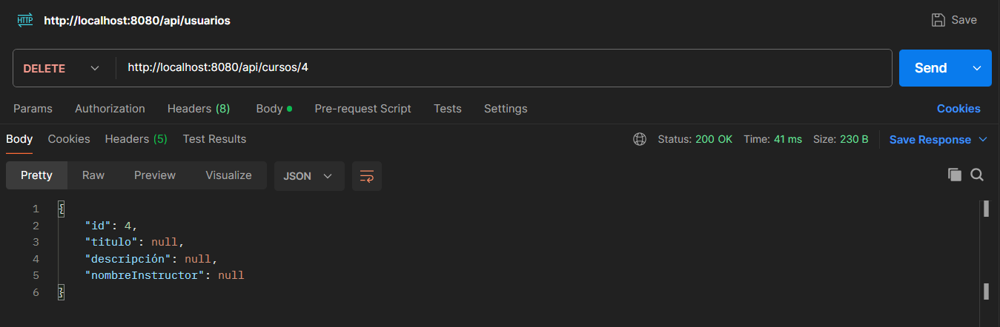 HTTP http://localhost:8080/api/usuarios Save
DELETE http://localhost:8080/api/cursos/4 Send
Params Authorization Headers (8) Body Pre-request Script Tests Settings Cookies
Body Cookies Headers (5) Test Results Status: 200 OK Time: 41 ms Size: 230 B Save Response
Pretty Raw Preview Visualize JSON
1 {
2 "id": 4,
3 "titulo": null,
4 "descripción": null,
5 "nombreInstructor": null
6 }